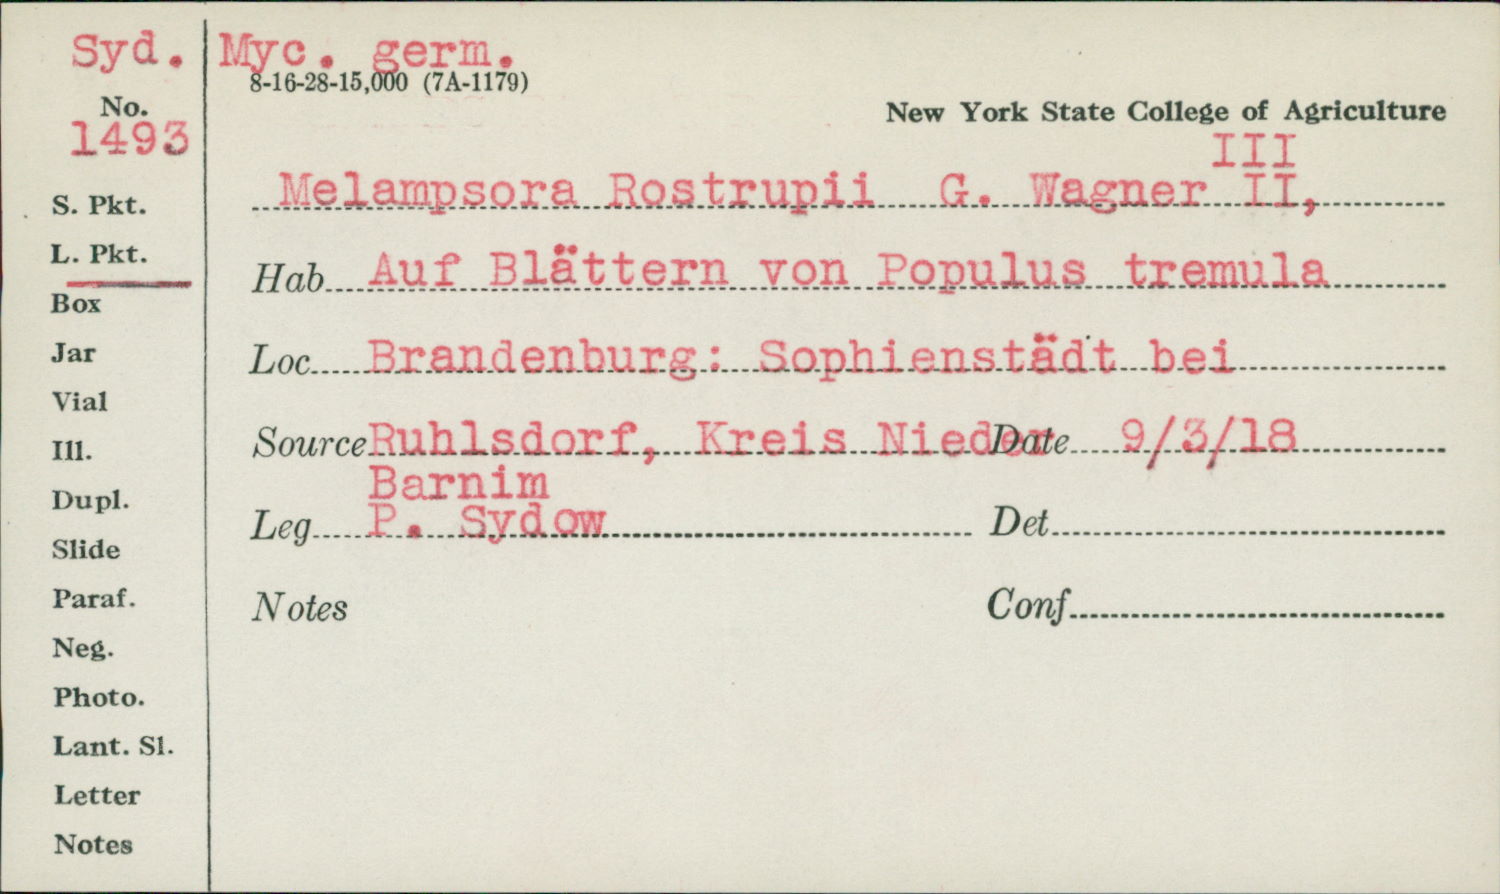 Syd. Myc. germ.
8-16-28-15,000 (7A-1179)
No.
1493
New York State College of Agriculture
III
Melampsora Rostrupii G. Wagner II,
Hab Auf Blättern von Populus tremula
Loc Brandenburg: Sophienstädt bei
Source Ruhlsdorf, Kreis Nieder Date 9/3/18
Barnim
Leg P. Sydow Det
Notes Conf
S. Pkt.
L. Pkt.
Box
Jar
Vial
Ill.
Dupl.
Slide
Paraf.
Neg.
Photo.
Lant. Sl.
Letter
Notes